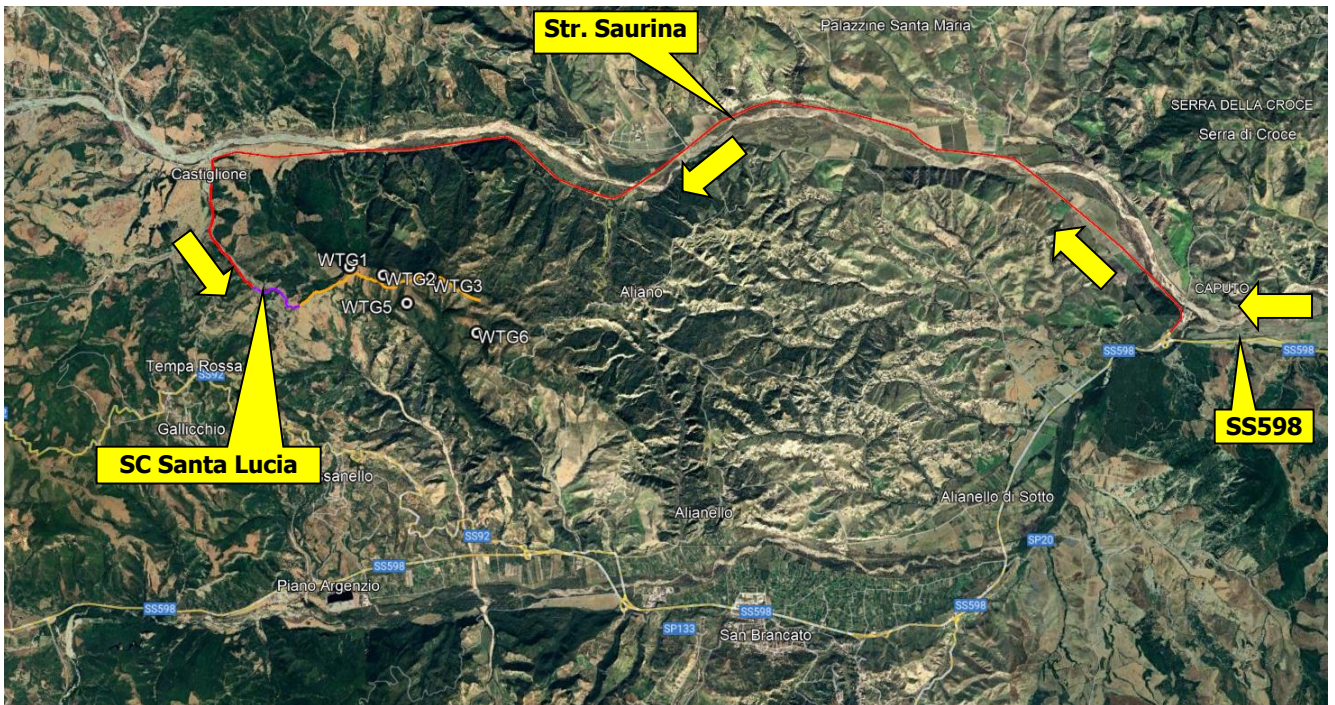 Str. Saurina
Palazzine Santa Maria
SERRA DELLA CROCE
Serra di Croce
Castiglione
WTG1
WTG2
WTG3
WTG5
WTG6
Aliano
CAPUTO
SS598
SS598
SS598
Tempa Rossa
SS92
Gallicchio
SC Santa Lucia
ssanello
Alianello di Sotto
Alianello
SS92
SP20
SS598
Piano Argenzio
SS598
SS598
SS598
SP133
San Brancato